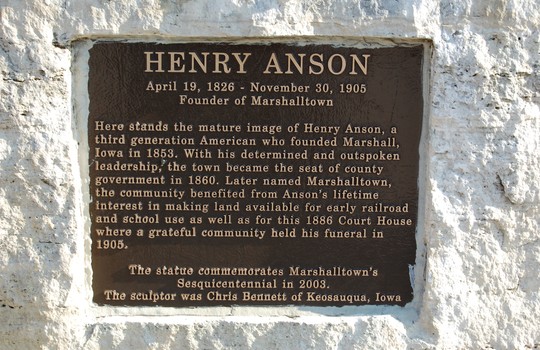 HENRY ANSON
April 19, 1826 - November 30, 1905
Founder of Marshalltown
Here stands the mature image of Henry Anson, a
third generation American who founded Marshall,
Iowa in 1853. With his determined and outspoken
leadership, the town became the seat of county
government in 1860. Later named Marshalltown,
the community benefited from Anson's lifetime
interest in making land available for early railroad
and school use as well as for this 1886 Court House
where a grateful community held his funeral in
1905.
The statue commemorates Marshalltown's
Sesquicentennial in 2003.
The sculptor was Chris Bennett of Keosauqua, Iowa